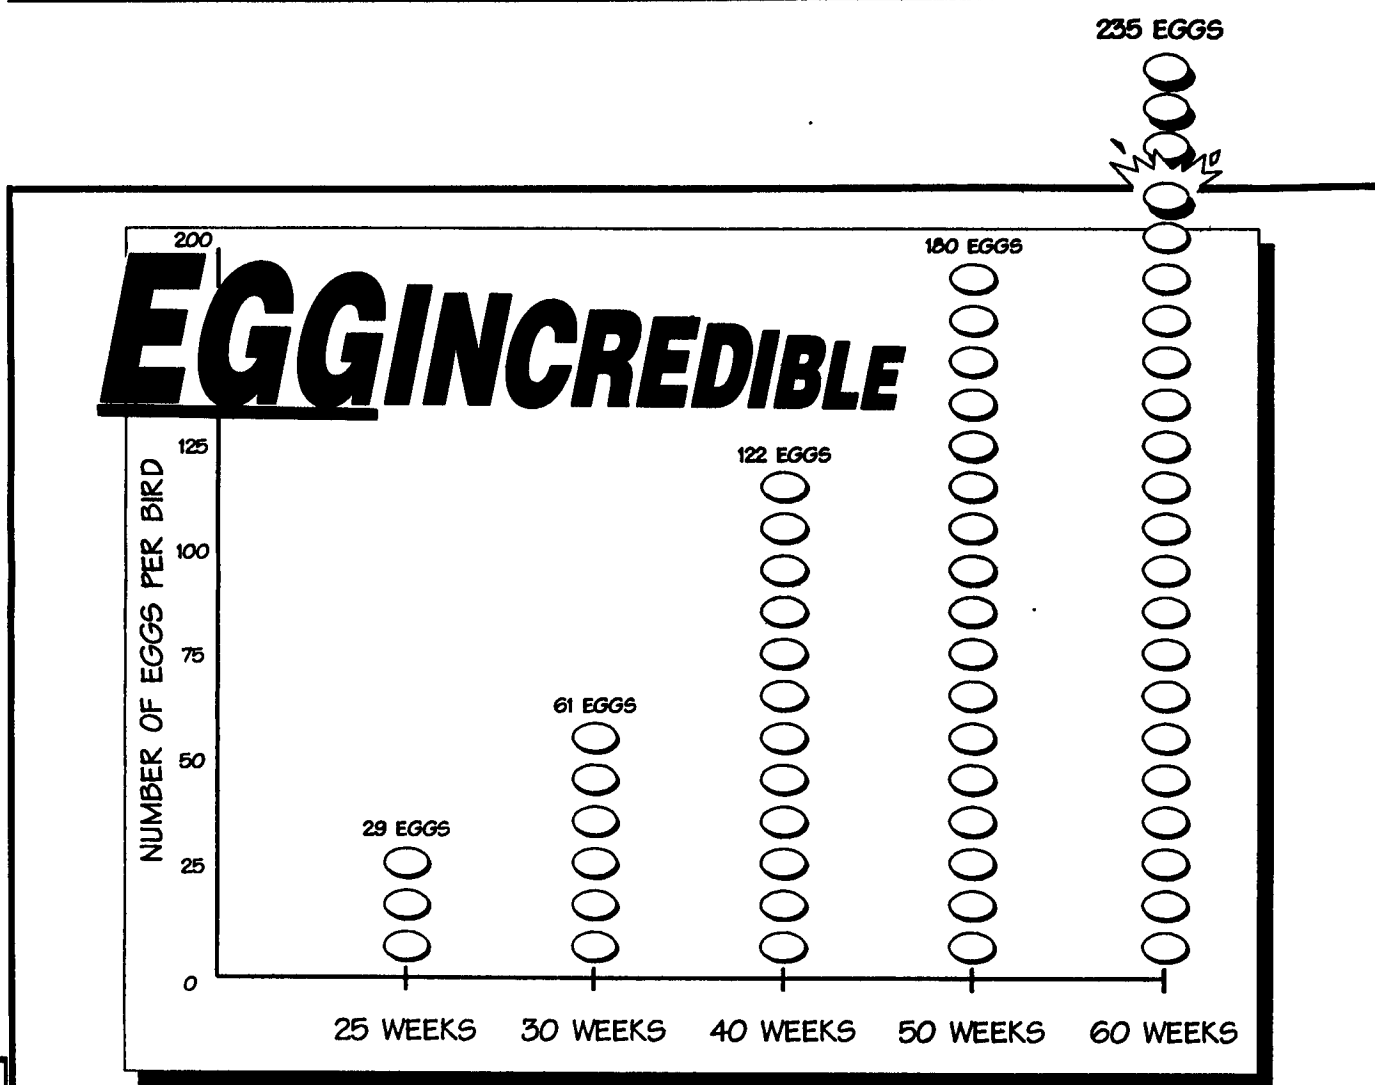 235 EGGS
200
180 EGGS
EGGINCREDIBLE
125
122 EGGS
NUMBER OF EGGS PER BIRD
100
75
61 EGGS
50
29 EGGS
25
0
25 WEEKS 30 WEEKS 40 WEEKS 50 WEEKS 60 WEEKS